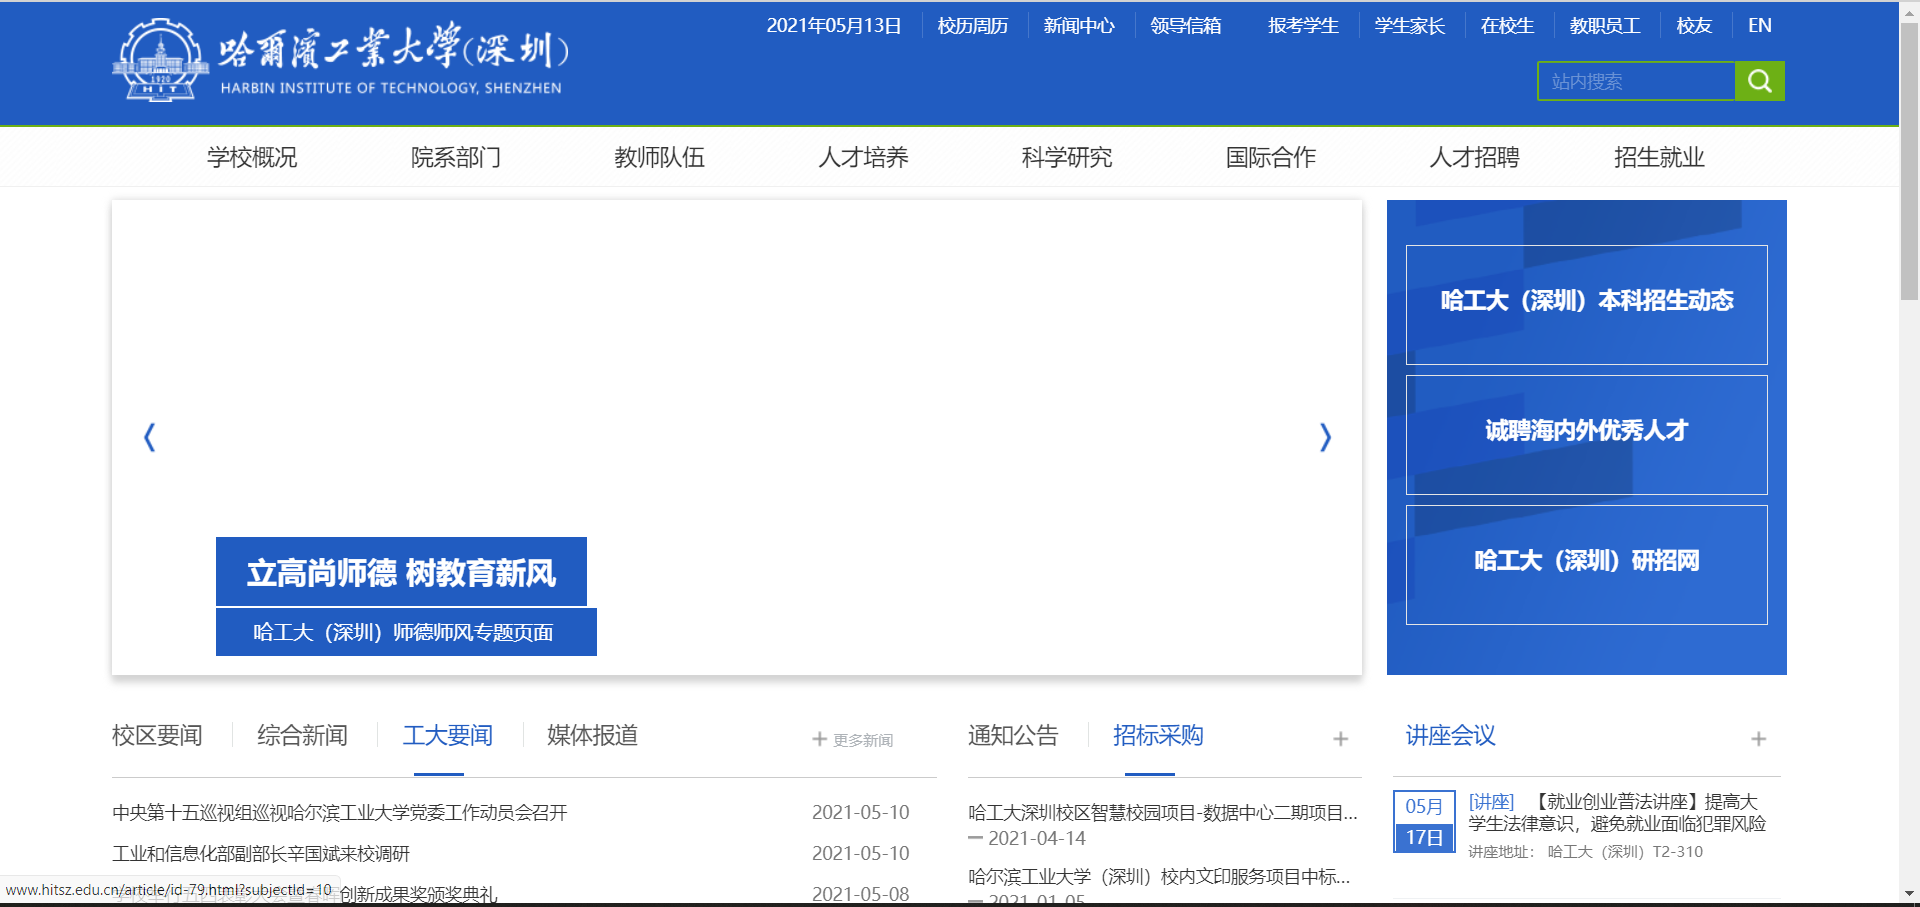 哈爾濱工業大學(深圳)
HARBIN INSTITUTE OF TECHNOLOGY, SHENZHEN
1920
HIT
2021年05月13日 校历周历 新闻中心 领导信箱 报考学生 学生家长 在校生 教职员工 校友 EN
站内搜索
学校概况 院系部门 教师队伍 人才培养 科学研究 国际合作 人才招聘 招生就业
立高尚师德 树教育新风
哈工大（深圳）师德师风专题页面
哈工大（深圳）本科招生动态
诚聘海内外优秀人才
哈工大（深圳）研招网
校区要闻 综合新闻 工大要闻 媒体报道 + 更多新闻
中央第十五巡视组巡视哈尔滨工业大学党委工作动员会召开 2021-05-10
工业和信息化部副部长辛国斌来校调研 2021-05-10
创新成果奖颁奖典礼 2021-05-08
通知公告 招标采购 +
哈工大深圳校区智慧校园项目-数据中心二期项目...
2021-04-14
哈尔滨工业大学（深圳）校内文印服务项目中标...
2021-01-05
讲座会议 +
05月
17日
[讲座] 【就业创业普法讲座】提高大
学生法律意识，避免就业面临犯罪风险
讲座地址： 哈工大（深圳）T2-310
www.hitsz.edu.cn/article/id-79.html?subjectId=10